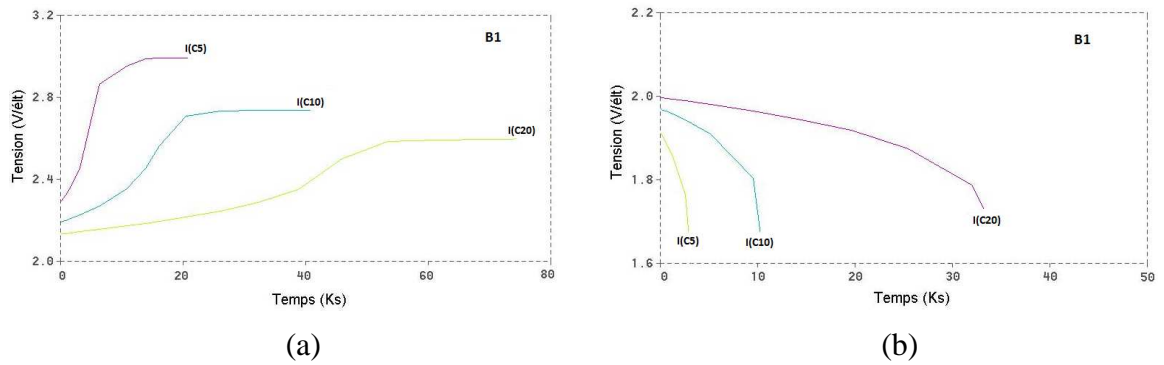 3.2
2.8
2.4
2.0
Tension (V/élt)
0 20 40 60 80
Temps (Ks)
B1
I(C5)
I(C10)
I(C20)
(a)
2.2
2.0
1.8
1.6
Tension (V/élt)
0 10 20 30 40 50
Temps (Ks)
B1
I(C5)
I(C10)
I(C20)
(b)